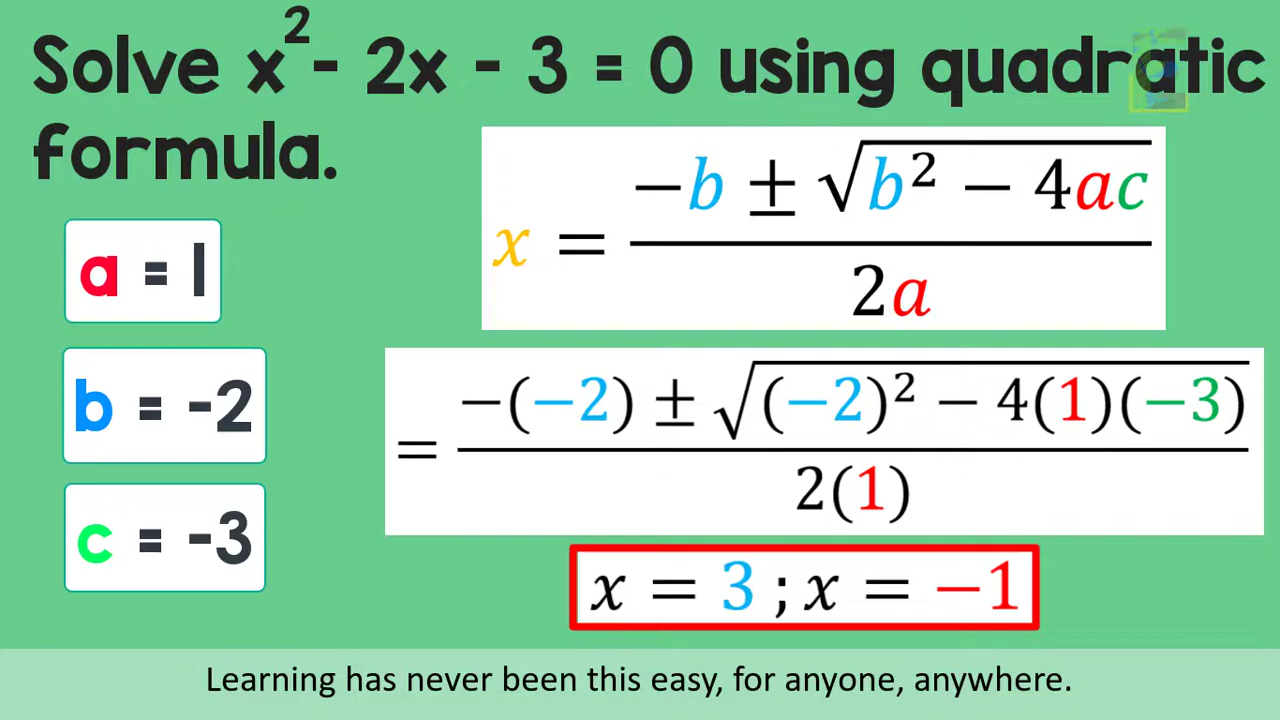 Solve x² - 2x - 3 = 0 using quadratic
formula.
x = (−b ± √(b² − 4ac)) / 2a
a = 1
b = -2
= (−(−2) ± √((−2)² − 4(1)(−3))) / 2(1)
c = -3
x = 3 ; x = −1
Learning has never been this easy, for anyone, anywhere.